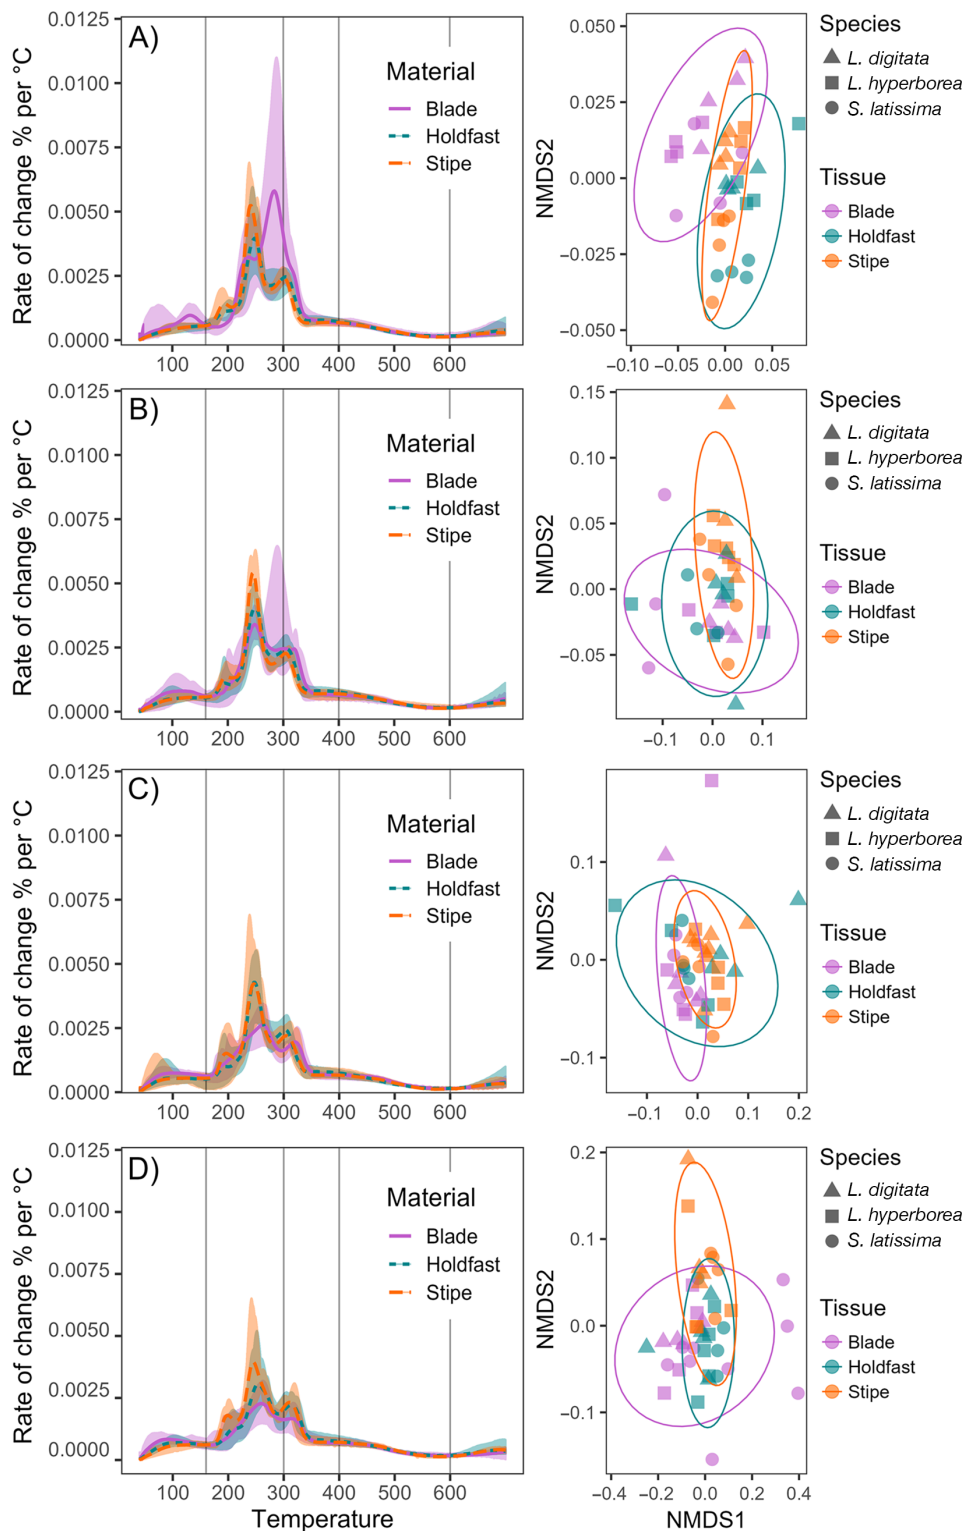 A)
Rate of change % per °C
0.0125
0.0100
0.0075
0.0050
0.0025
0.0000
Material
Blade
Holdfast
Stipe
100 200 300 400 500 600
NMDS2
0.050
0.025
0.000
−0.025
−0.050
−0.10 −0.05 0.00 0.05
Species
L. digitata
L. hyperborea
S. latissima
Tissue
Blade
Holdfast
Stipe
B)
Rate of change % per °C
0.0125
0.0100
0.0075
0.0050
0.0025
0.0000
Material
Blade
Holdfast
Stipe
100 200 300 400 500 600
NMDS2
0.15
0.10
0.05
0.00
−0.05
−0.1 0.0 0.1
Species
L. digitata
L. hyperborea
S. latissima
Tissue
Blade
Holdfast
Stipe
C)
Rate of change % per °C
0.0125
0.0100
0.0075
0.0050
0.0025
0.0000
Material
Blade
Holdfast
Stipe
100 200 300 400 500 600
NMDS2
0.1
0.0
−0.1
−0.1 0.0 0.1 0.2
Species
L. digitata
L. hyperborea
S. latissima
Tissue
Blade
Holdfast
Stipe
D)
Rate of change % per °C
0.0125
0.0100
0.0075
0.0050
0.0025
0.0000
Material
Blade
Holdfast
Stipe
100 200 300 400 500 600
Temperature
NMDS2
0.2
0.1
0.0
−0.1
−0.4 −0.2 0.0 0.2 0.4
NMDS1
Species
L. digitata
L. hyperborea
S. latissima
Tissue
Blade
Holdfast
Stipe